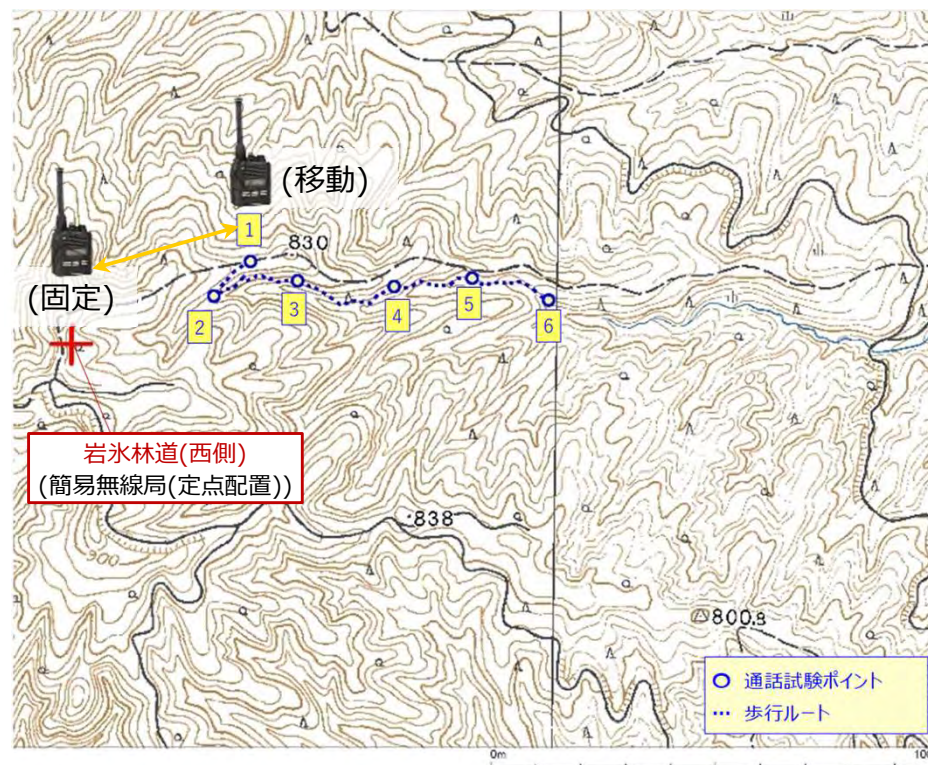 (移動)
1
830
(固定)
2
3
4
5
6
岩氷林道(西側)
(簡易無線局(定点配置))
838
800.8
通話試験ポイント
歩行ルート
0m